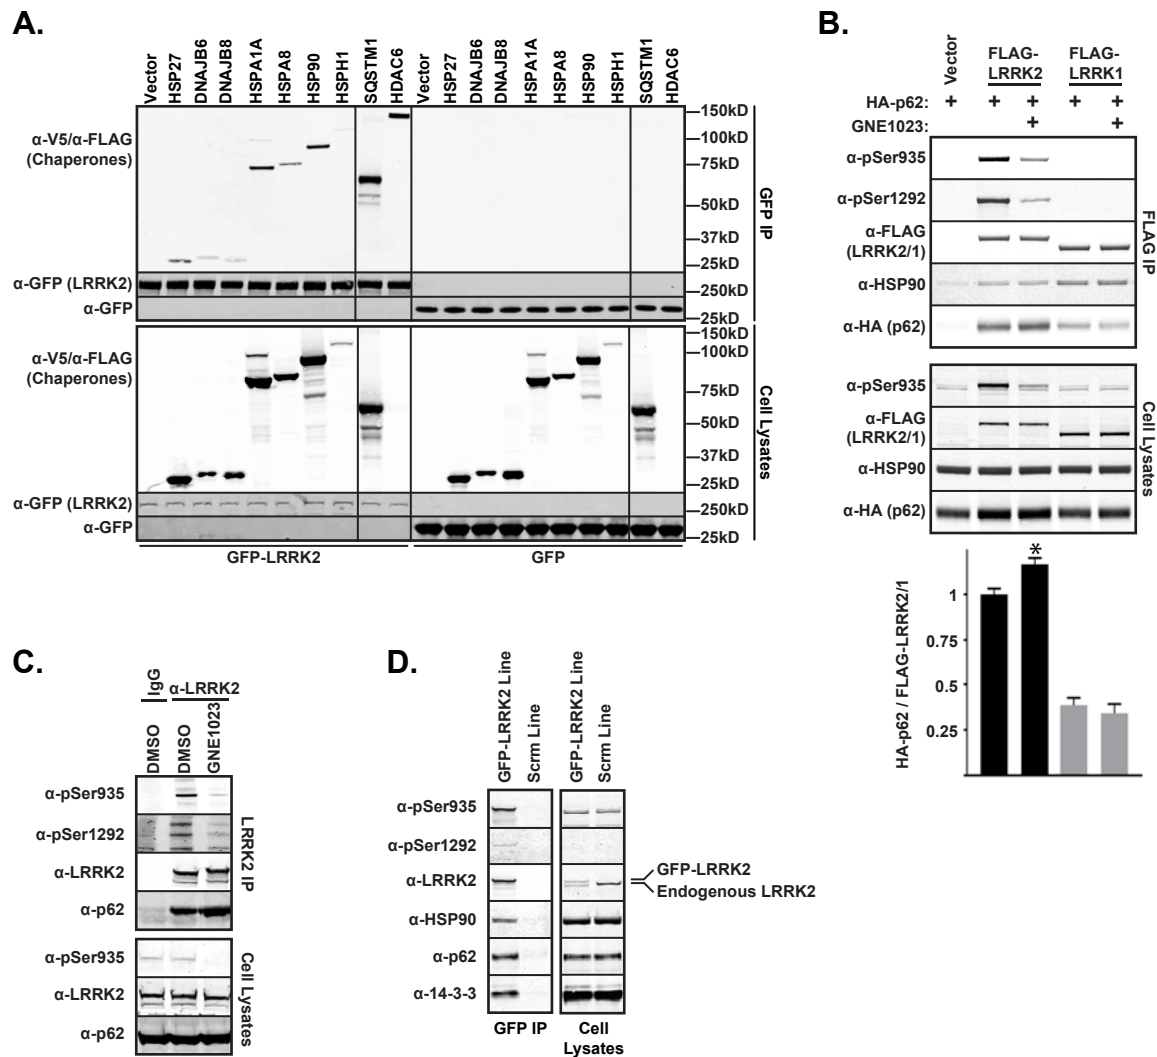 A.
Vector
HSP27
DNAJB6
DNAJB8
HSPA1A
HSPA8
HSP90
HSPH1
SQSTM1
HDAC6
Vector
HSP27
DNAJB6
DNAJB8
HSPA1A
HSPA8
HSP90
HSPH1
SQSTM1
HDAC6
α-V5/α-FLAG
(Chaperones)
150kD
100kD
75kD
50kD
37kD
25kD
α-GFP (LRRK2)
250kD
α-GFP
25kD
GFP IP
α-V5/α-FLAG
(Chaperones)
150kD
100kD
75kD
50kD
37kD
25kD
α-GFP (LRRK2)
250kD
α-GFP
25kD
Cell Lysates
GFP-LRRK2
GFP
B.
Vector
FLAG-
LRRK2
FLAG-
LRRK1
HA-p62: + + + + +
GNE1023: + +
α-pSer935
α-pSer1292
α-FLAG
(LRRK2/1)
α-HSP90
α-HA (p62)
FLAG IP
α-pSer935
α-FLAG
(LRRK2/1)
α-HSP90
α-HA (p62)
Cell Lysates
HA-p62 / FLAG-LRRK2/1
*
1
0.75
0.5
0.25
C.
IgG
α-LRRK2
DMSO
DMSO
GNE1023
α-pSer935
α-pSer1292
α-LRRK2
α-p62
LRRK2 IP
α-pSer935
α-LRRK2
α-p62
Cell Lysates
D.
GFP-LRRK2 Line
Scrm Line
GFP-LRRK2 Line
Scrm Line
α-pSer935
α-pSer1292
α-LRRK2
GFP-LRRK2
Endogenous LRRK2
α-HSP90
α-p62
α-14-3-3
GFP IP
Cell
Lysates